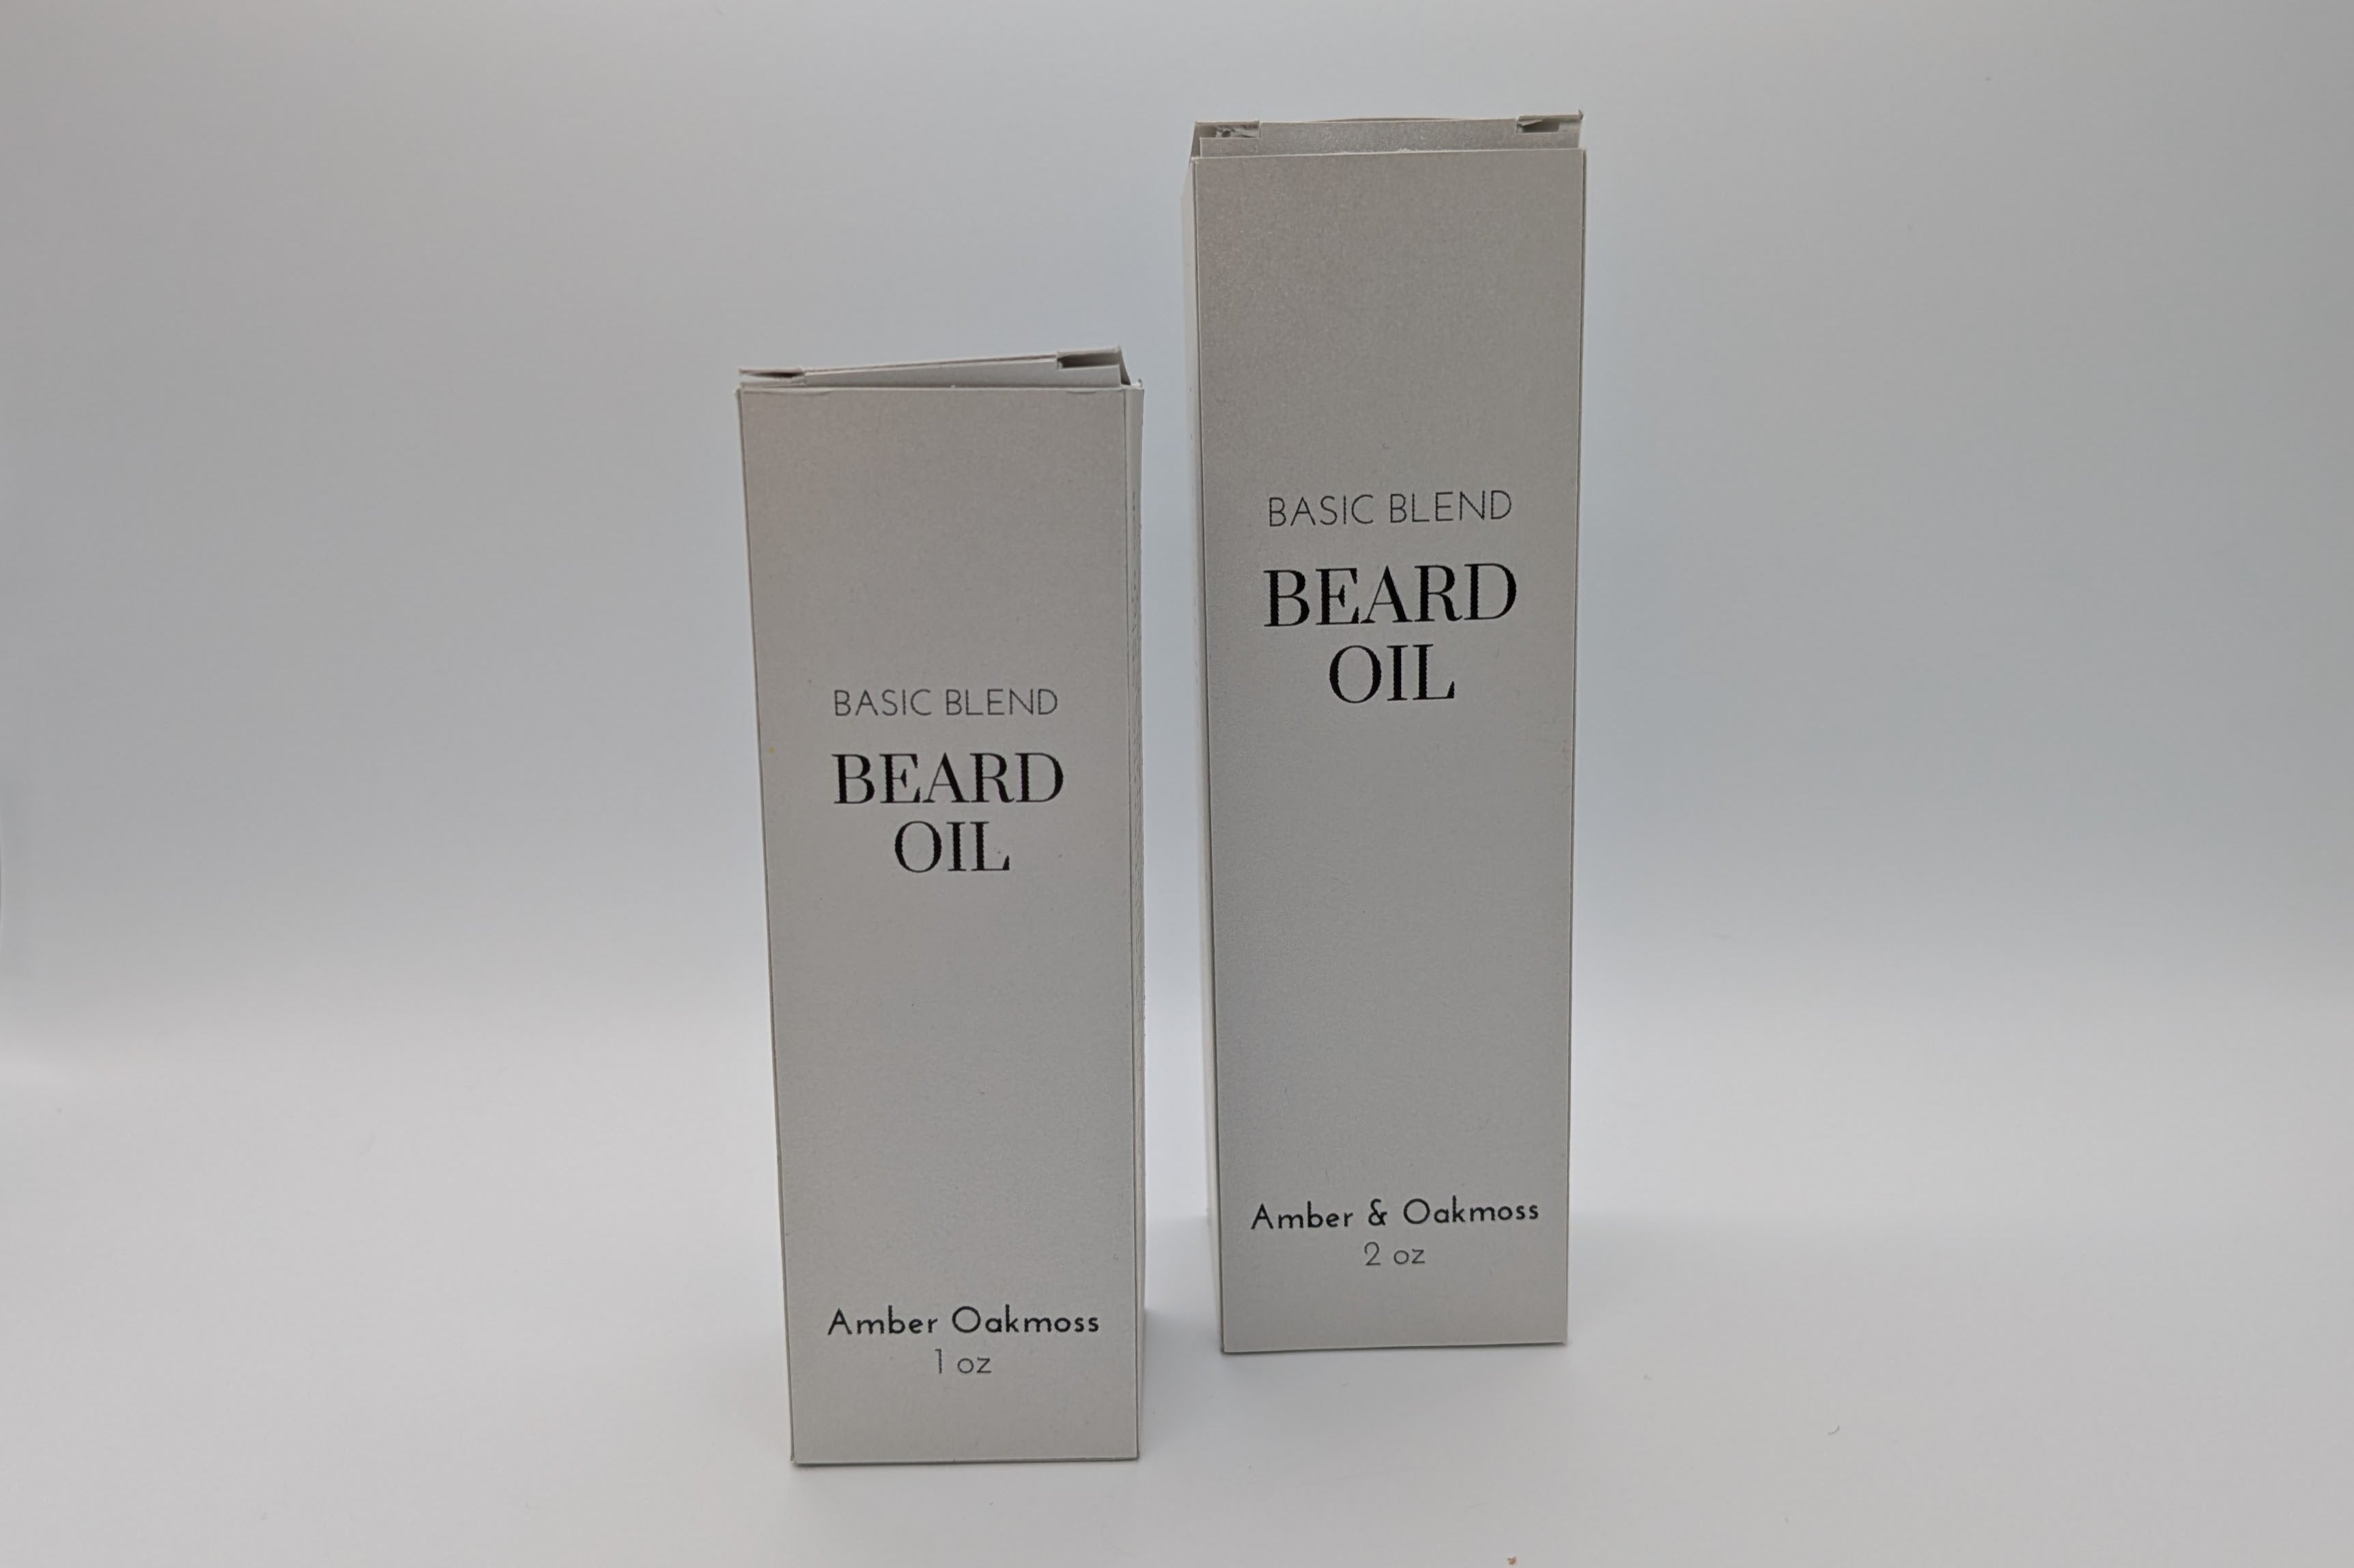 BASIC BLEND
BEARD
OIL
Amber Oakmoss
1 oz
BASIC BLEND
BEARD
OIL
Amber & Oakmoss
2 oz